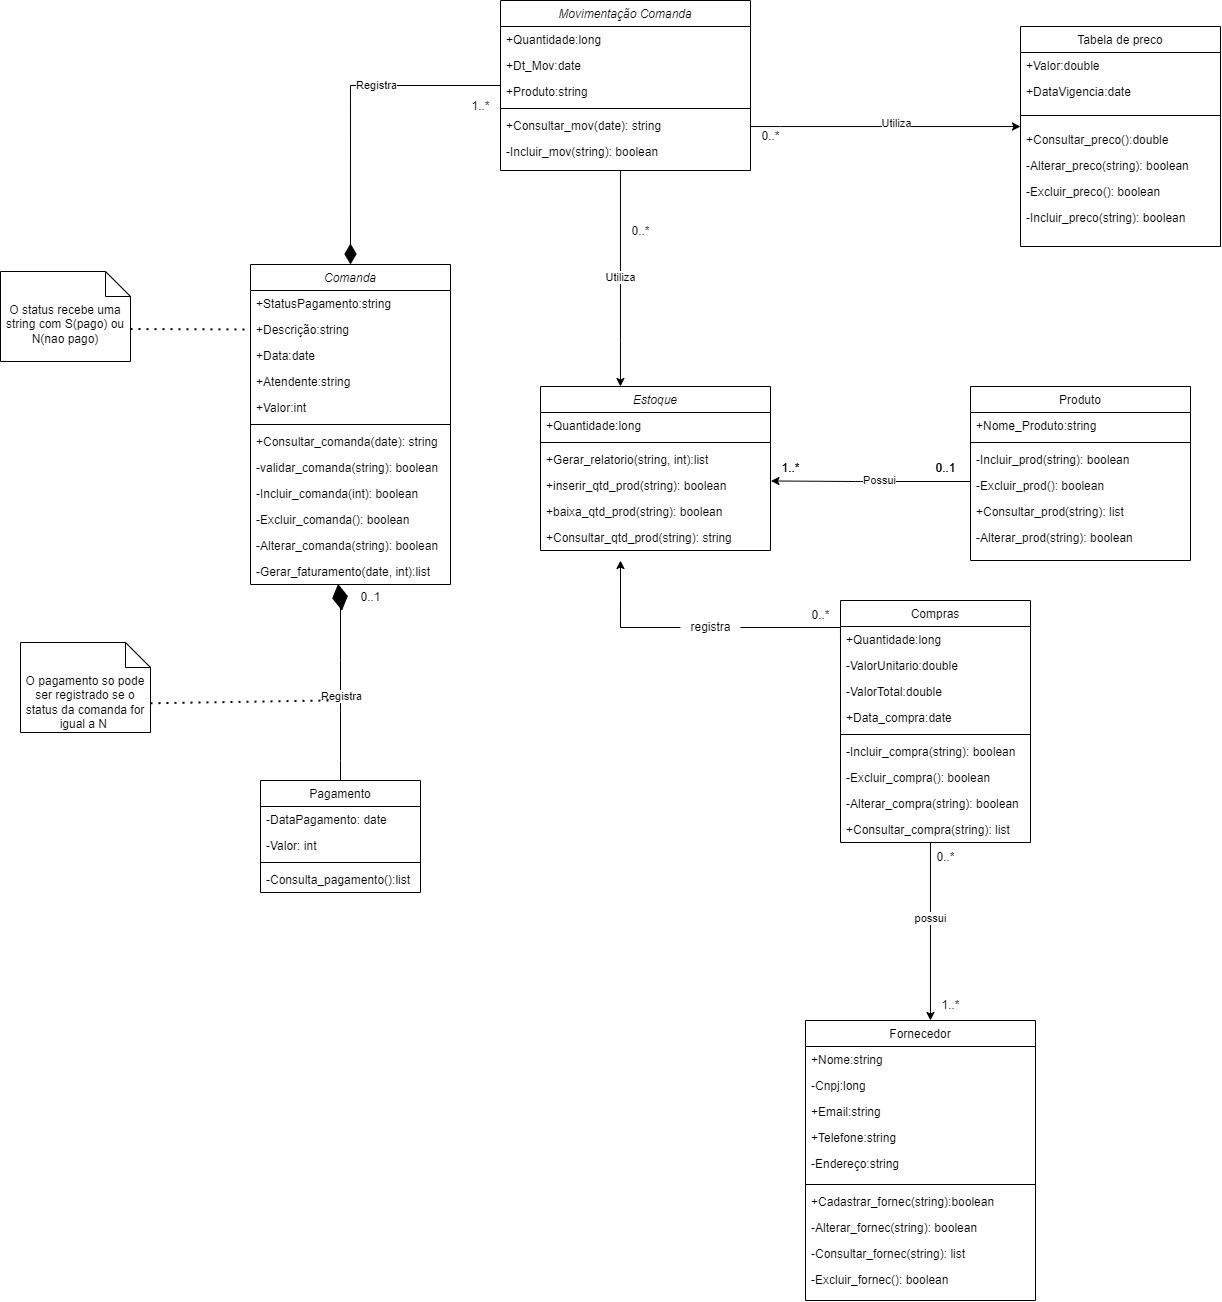 Movimentação Comanda
+Quantidade:long
+Dt_Mov:date
+Produto:string
+Consultar_mov(date): string
-Incluir_mov(string): boolean
Tabela de preco
+Valor:double
+DataVigencia:date
+Consultar_preco():double
-Alterar_preco(string): boolean
-Excluir_preco(): boolean
-Incluir_preco(string): boolean
Registra
1..*
Utiliza
0..*
0..*
Utiliza
O status recebe uma
string com S(pago) ou
N(nao pago)
Comanda
+StatusPagamento:string
+Descrição:string
+Data:date
+Atendente:string
+Valor:int
+Consultar_comanda(date): string
-validar_comanda(string): boolean
-Incluir_comanda(int): boolean
-Excluir_comanda(): boolean
-Alterar_comanda(string): boolean
-Gerar_faturamento(date, int):list
Estoque
+Quantidade:long
+Gerar_relatorio(string, int):list
+inserir_qtd_prod(string): boolean
+baixa_qtd_prod(string): boolean
+Consultar_qtd_prod(string): string
1..*
Possui
0..1
Produto
+Nome_Produto:string
-Incluir_prod(string): boolean
-Excluir_prod(): boolean
+Consultar_prod(string): list
-Alterar_prod(string): boolean
0..1
registra
0..*
Compras
+Quantidade:long
-ValorUnitario:double
-ValorTotal:double
+Data_compra:date
-Incluir_compra(string): boolean
-Excluir_compra(): boolean
-Alterar_compra(string): boolean
+Consultar_compra(string): list
O pagamento so pode
ser registrado se o
status da comanda for
igual a N
Registra
Pagamento
-DataPagamento: date
-Valor: int
-Consulta_pagamento():list
0..*
possui
1..*
Fornecedor
+Nome:string
-Cnpj:long
+Email:string
+Telefone:string
-Endereço:string
+Cadastrar_fornec(string):boolean
-Alterar_fornec(string): boolean
-Consultar_fornec(string): list
-Excluir_fornec(): boolean